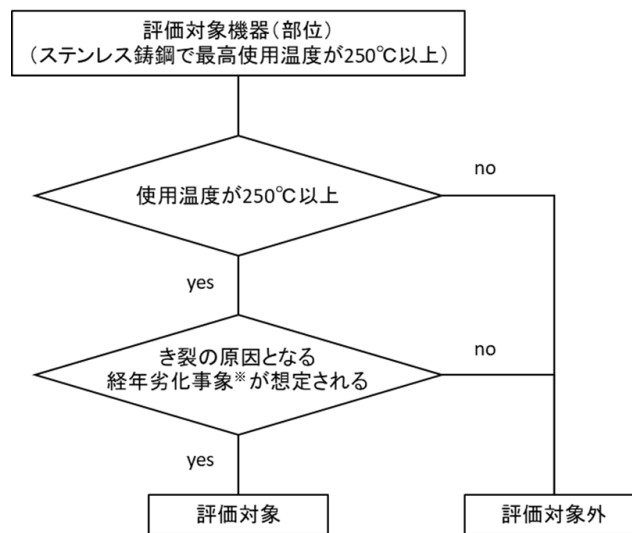 評価対象機器(部位)
(ステンレス鋳鋼で最高使用温度が250℃以上)
使用温度が250℃以上
no
yes
き裂の原因となる
経年劣化事象※が想定される
no
yes
評価対象
評価対象外